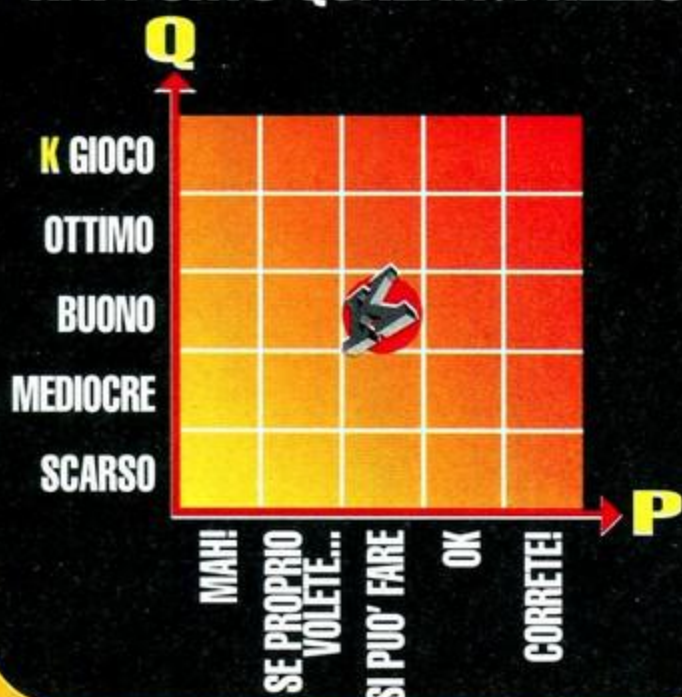 Q
K GIOCO
OTTIMO
BUONO
MEDIOCRE
SCARSO
P
MAH!
SE PROPRIO
VOLETE...
SI PUO' FARE
OK
CORRETE!